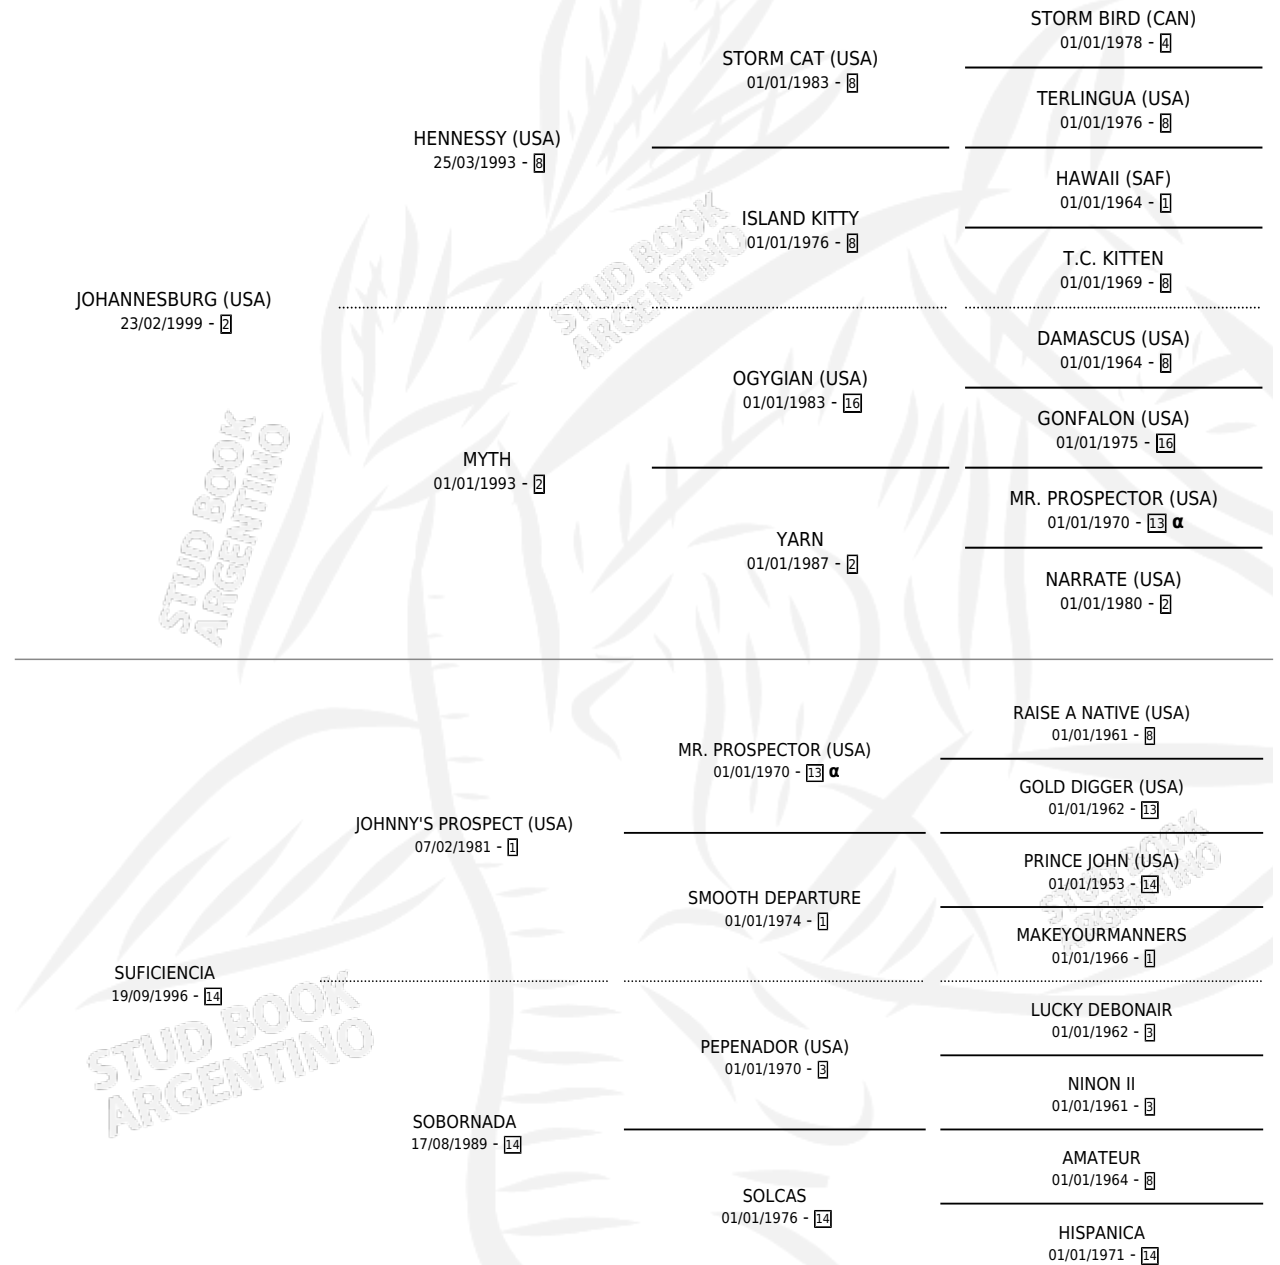 STORM BIRD (CAN)
01/01/1978 - 4
STORM CAT (USA)
01/01/1983 - 8
TERLINGUA (USA)
01/01/1976 - 8
HENNESSY (USA)
25/03/1993 - 8
HAWAII (SAF)
01/01/1964 - 1
ISLAND KITTY
01/01/1976 - 8
T.C. KITTEN
01/01/1969 - 8
JOHANNESBURG (USA)
23/02/1999 - 2
DAMASCUS (USA)
01/01/1964 - 8
OGYGIAN (USA)
01/01/1983 - 16
GONFALON (USA)
01/01/1975 - 16
MYTH
01/01/1993 - 2
MR. PROSPECTOR (USA)
01/01/1970 - 13 α
YARN
01/01/1987 - 2
NARRATE (USA)
01/01/1980 - 2
RAISE A NATIVE (USA)
01/01/1961 - 8
MR. PROSPECTOR (USA)
01/01/1970 - 13 α
GOLD DIGGER (USA)
01/01/1962 - 13
JOHNNY'S PROSPECT (USA)
07/02/1981 - 1
PRINCE JOHN (USA)
01/01/1953 - 14
SMOOTH DEPARTURE
01/01/1974 - 1
MAKEYOURMANNERS
01/01/1966 - 1
SUFICIENCIA
19/09/1996 - 14
LUCKY DEBONAIR
01/01/1962 - 3
PEPENADOR (USA)
01/01/1970 - 3
NINON II
01/01/1961 - 3
SOBORNADA
17/08/1989 - 14
AMATEUR
01/01/1964 - 8
SOLCAS
01/01/1976 - 14
HISPANICA
01/01/1971 - 14
STUD BOOK
ARGENTINO
STUD BOOK
ARGENTINO
STUD BOOK
ARGENTINO
STUD BOOK
ARGENTINO